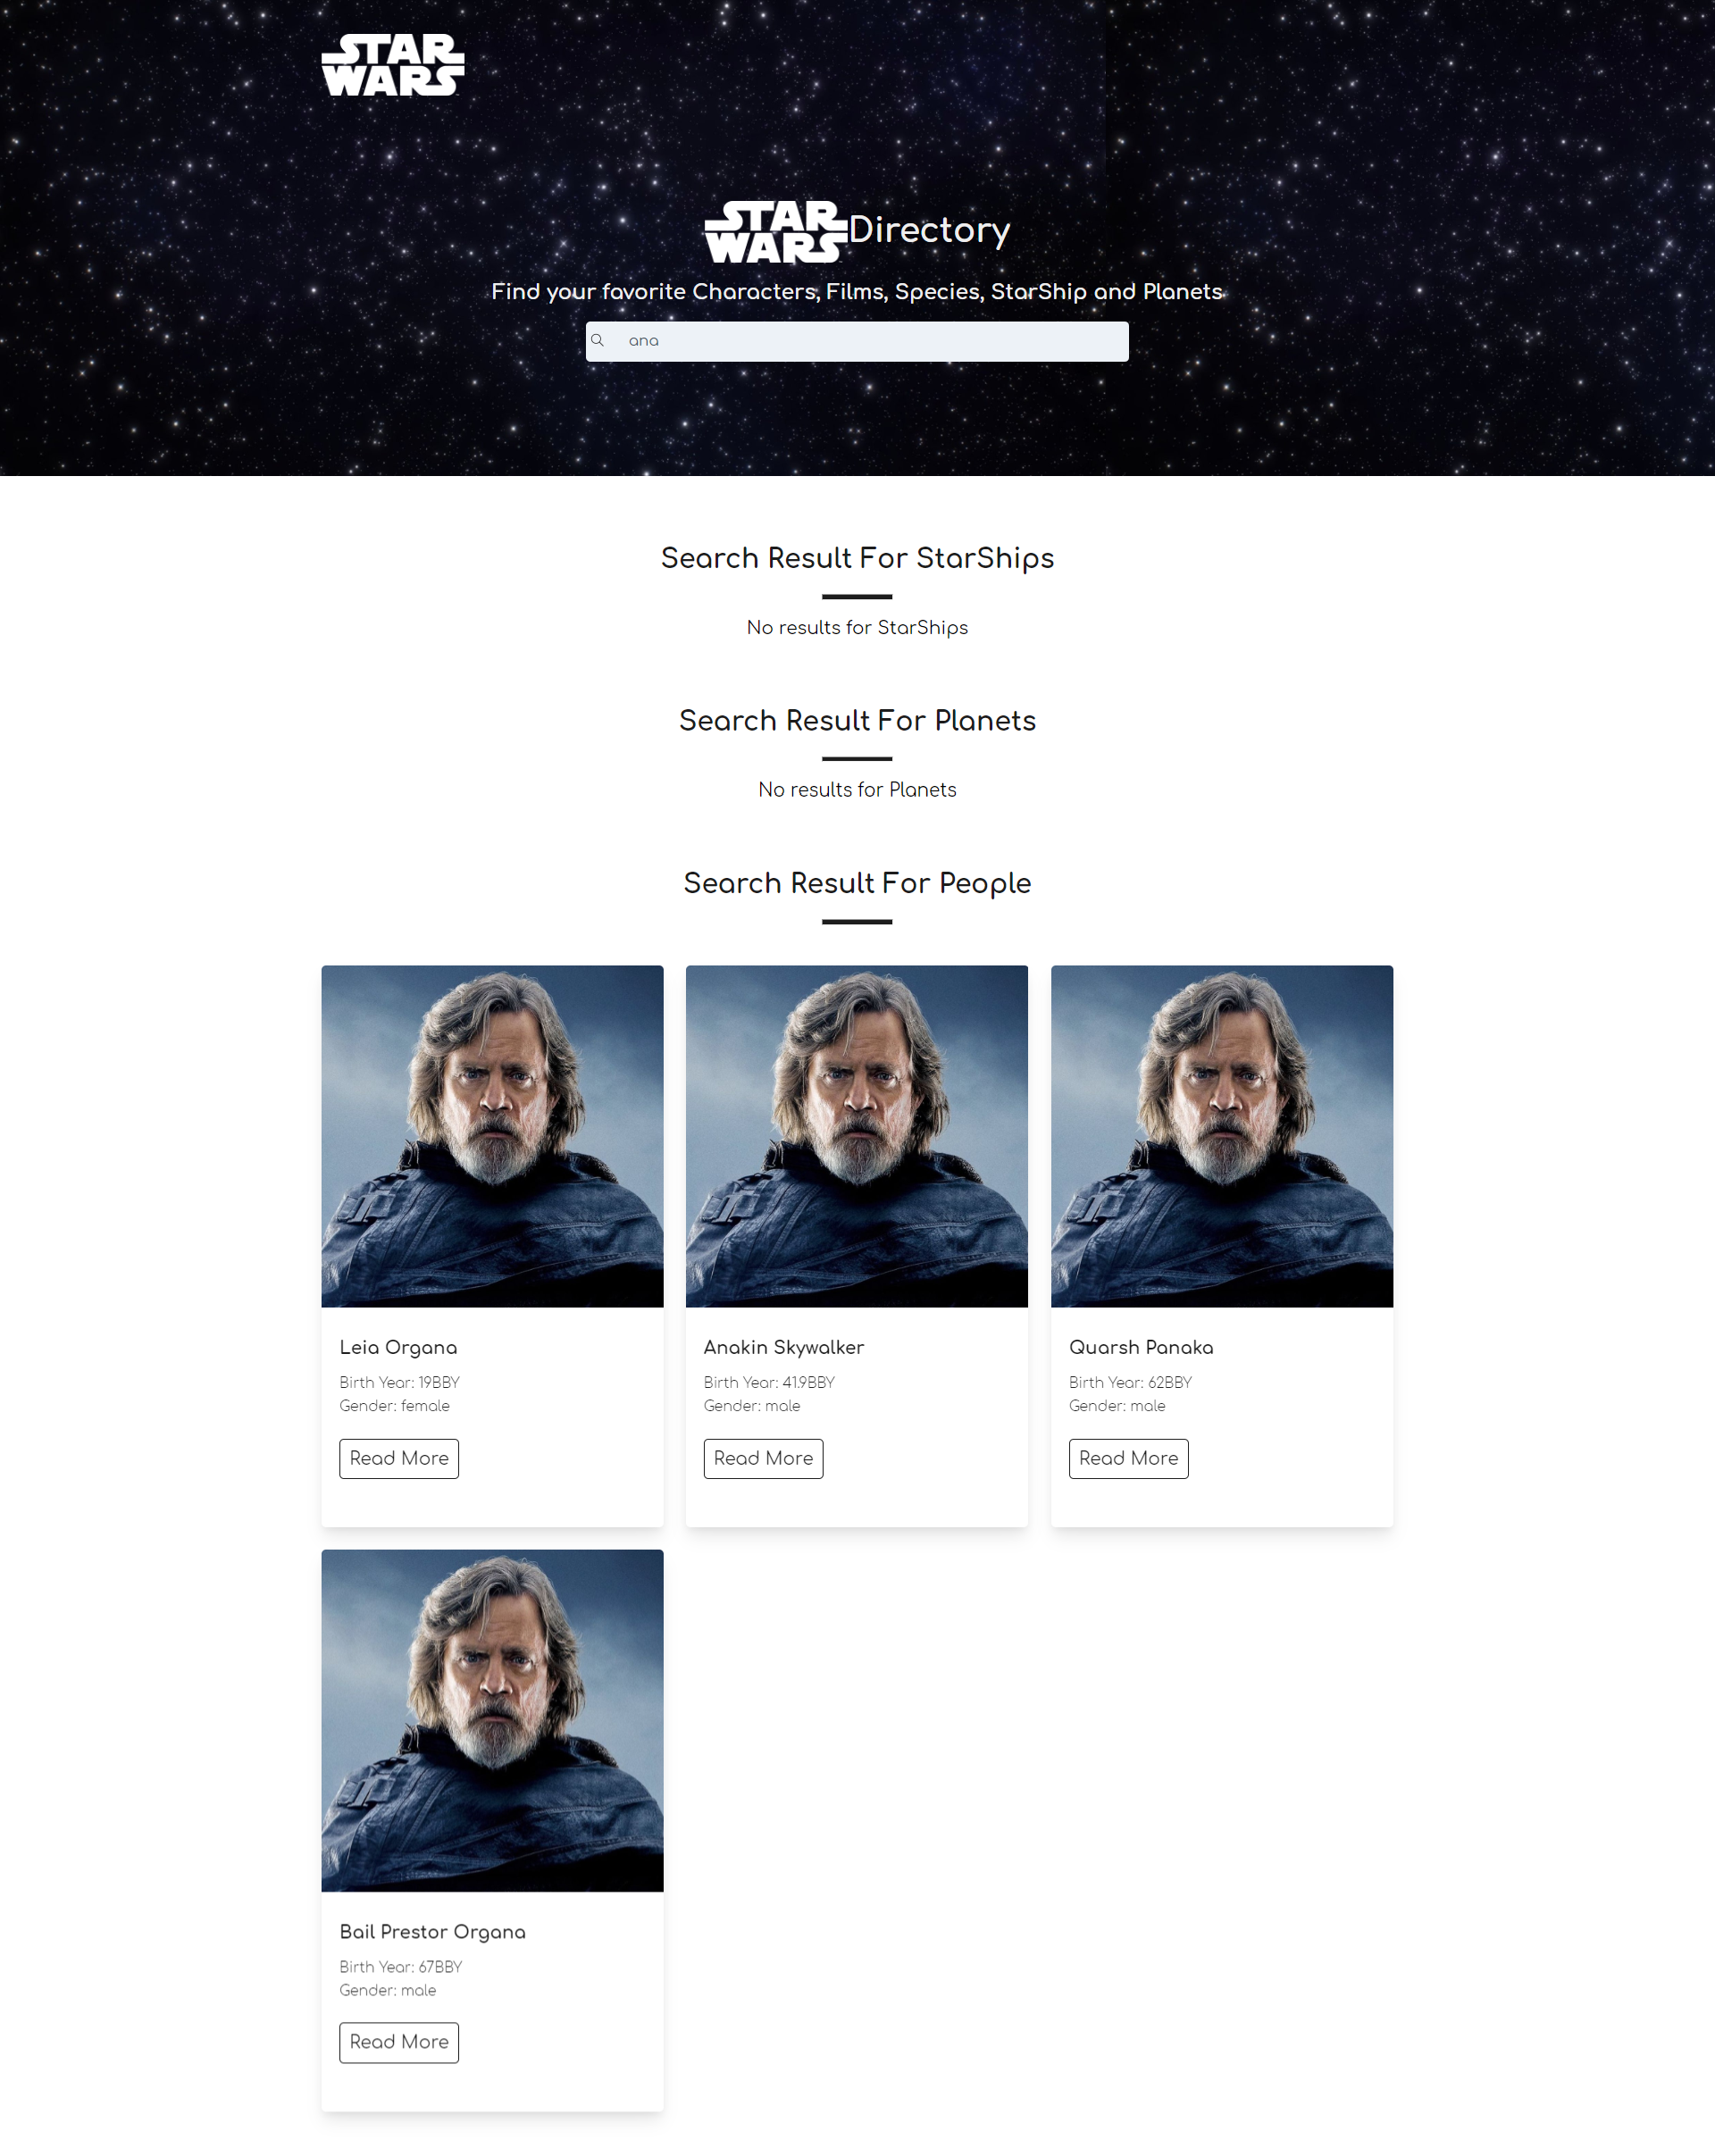 STAR
WARS
STAR
WARS Directory
Find your favorite Characters, Films, Species, StarShip and Planets
ana
Search Result For StarShips
No results for StarShips
Search Result For Planets
No results for Planets
Search Result For People
Leia Organa
Birth Year: 19BBY
Gender: female
Read More
Anakin Skywalker
Birth Year: 41.9BBY
Gender: male
Read More
Quarsh Panaka
Birth Year: 62BBY
Gender: male
Read More
Bail Prestor Organa
Birth Year: 67BBY
Gender: male
Read More